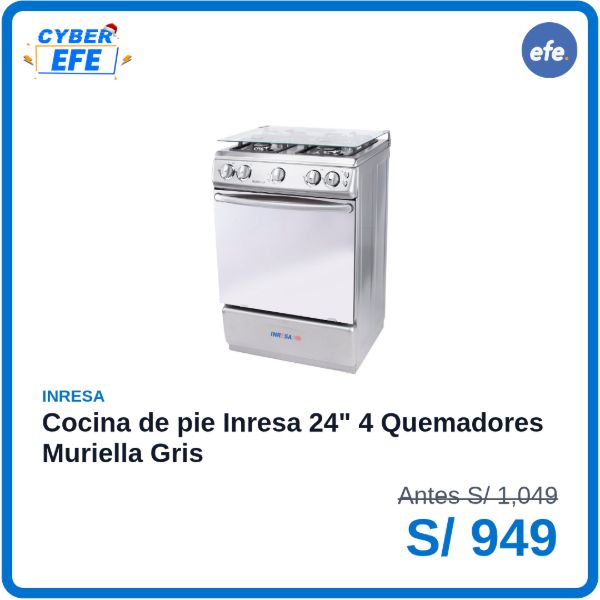 CYBER
EFE
efe.
INRESA
INRESA
Cocina de pie Inresa 24" 4 Quemadores
Muriella Gris
Antes S/ 1,049
S/ 949